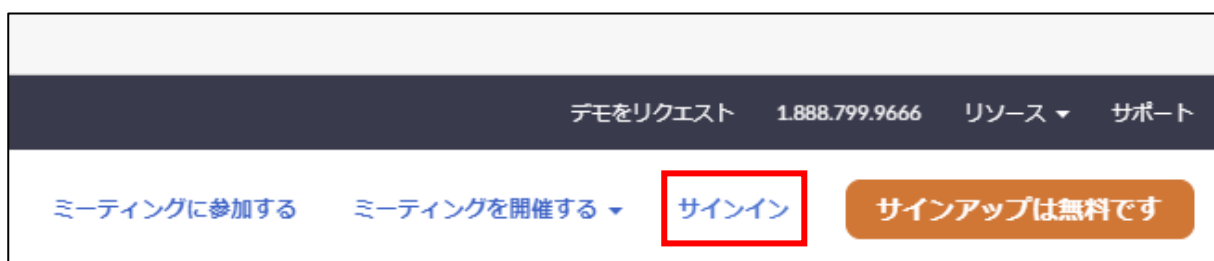 デモをリクエスト 1.888.799.9666 リソース ▾ サポート
ミーティングに参加する ミーティングを開催する ▾ サインイン サインアップは無料です